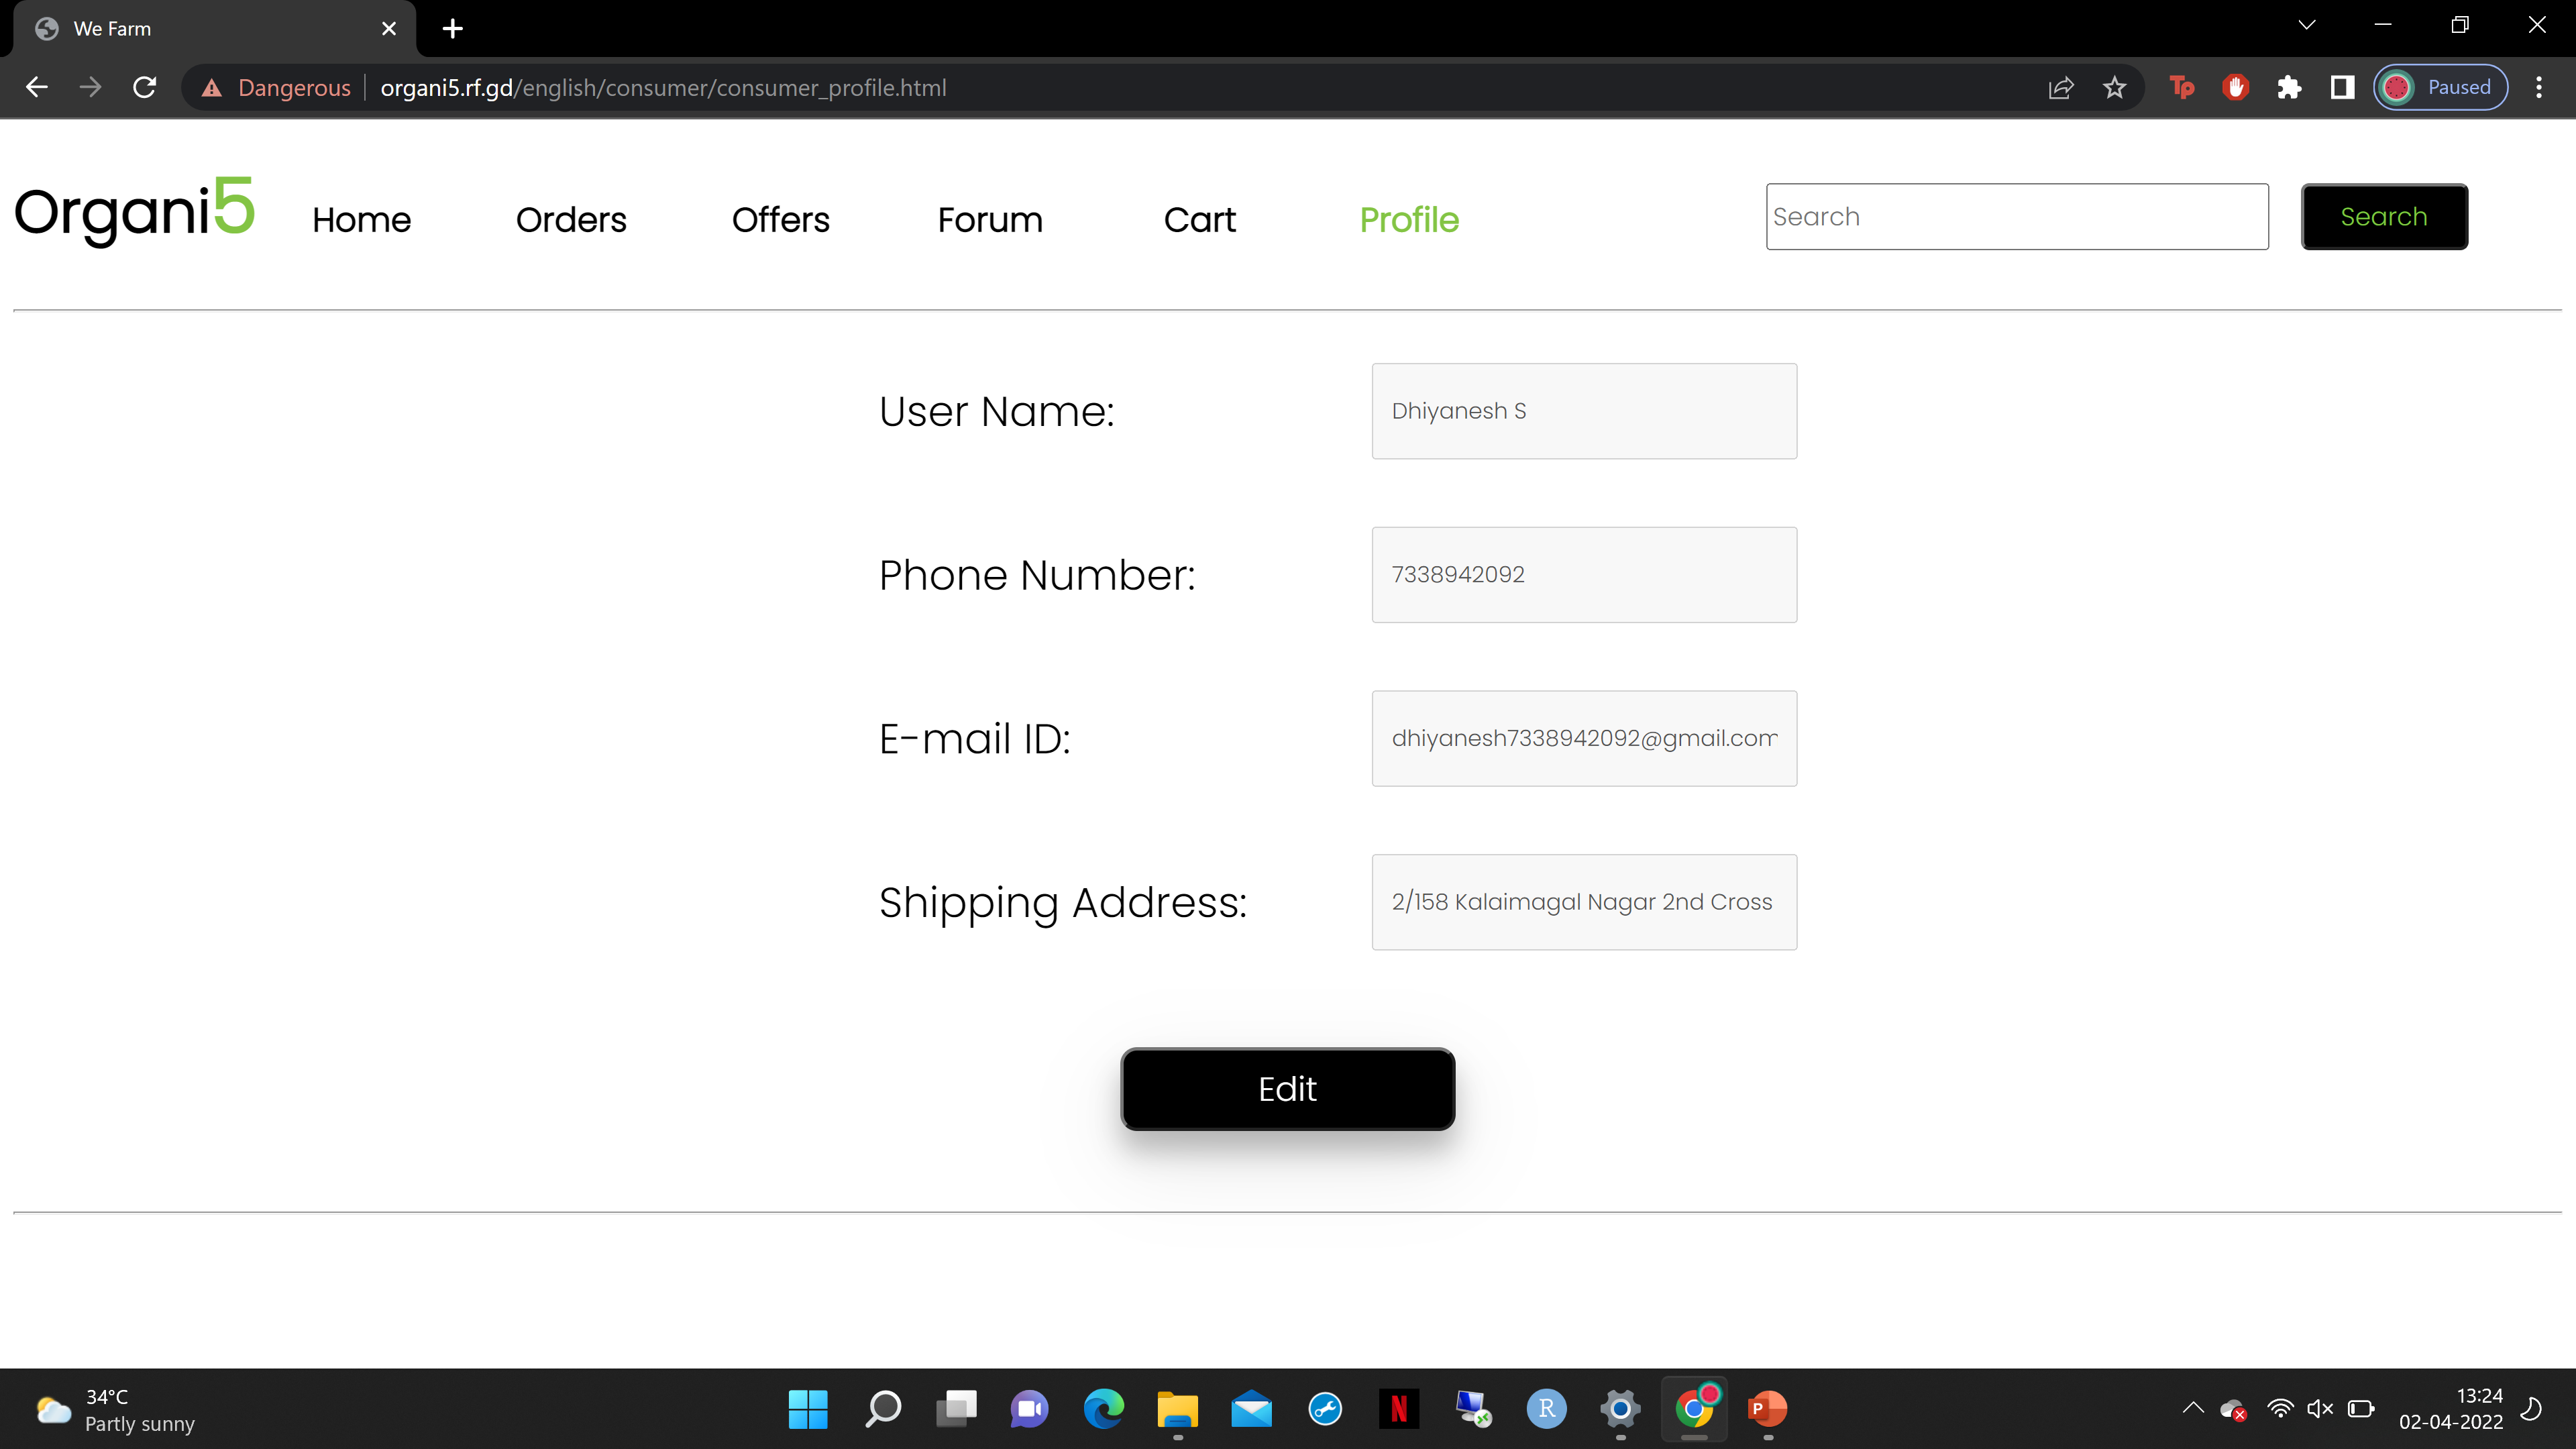 We Farm
Dangerous organi5.rf.gd/english/consumer/consumer_profile.html
Tp
Paused
Organi5 Home Orders Offers Forum Cart Profile Search Search
User Name: Dhiyanesh S
Phone Number: 7338942092
E-mail ID: dhiyanesh7338942092@gmail.com
Shipping Address: 2/158 Kalaimagal Nagar 2nd Cross
Edit
34°C
Partly sunny
N
R
P
13:24
02-04-2022